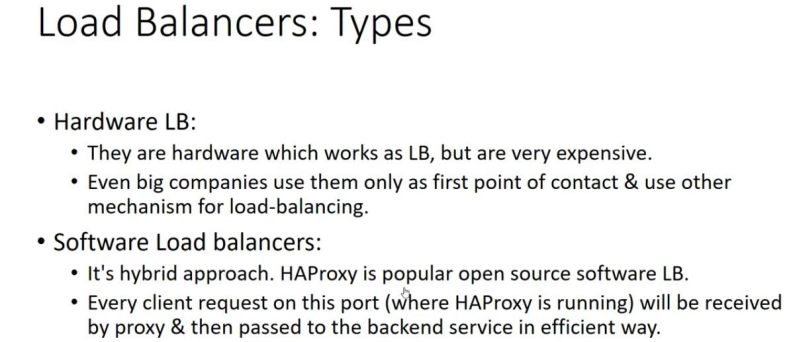 Load Balancers: Types
• Hardware LB:
• They are hardware which works as LB, but are very expensive.
• Even big companies use them only as first point of contact & use other
mechanism for load-balancing.
• Software Load balancers:
• It's hybrid approach. HAProxy is popular open source software LB.
• Every client request on this port (where HAProxy is running) will be received
by proxy & then passed to the backend service in efficient way.